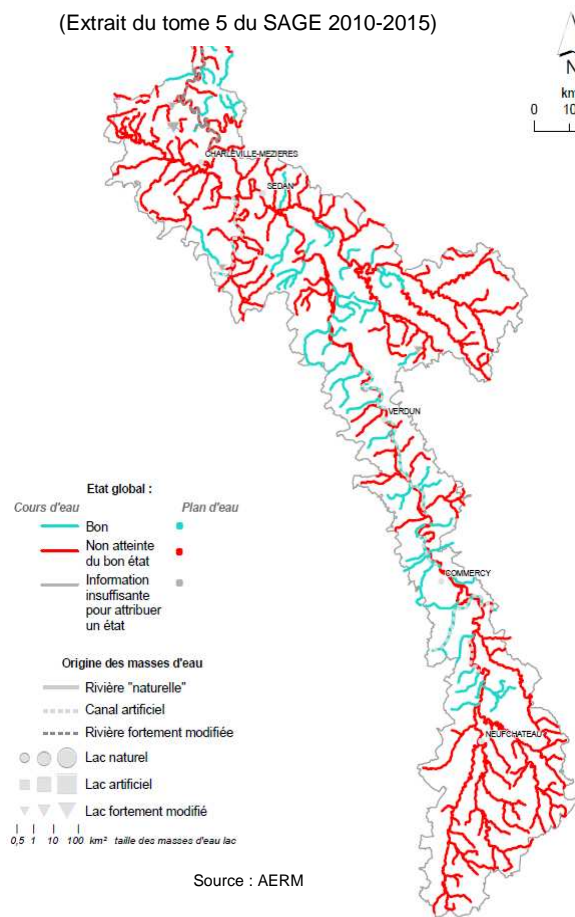 (Extrait du tome 5 du SAGE 2010-2015)
N
km
0 10
CHARLEVILLE-MEZIERES
SEDAN
VERDUN
COMMERCY
NEUFCHATEAU
Etat global :
Cours d'eau Plan d'eau
Bon
Non atteinte
du bon état
Information
insuffisante
pour attribuer
un état
Origine des masses d'eau
Rivière "naturelle"
Canal artificiel
Rivière fortement modifiée
Lac naturel
Lac artificiel
Lac fortement modifié
0,5 1 10 100 km² taille des masses d'eau lac
Source : AERM